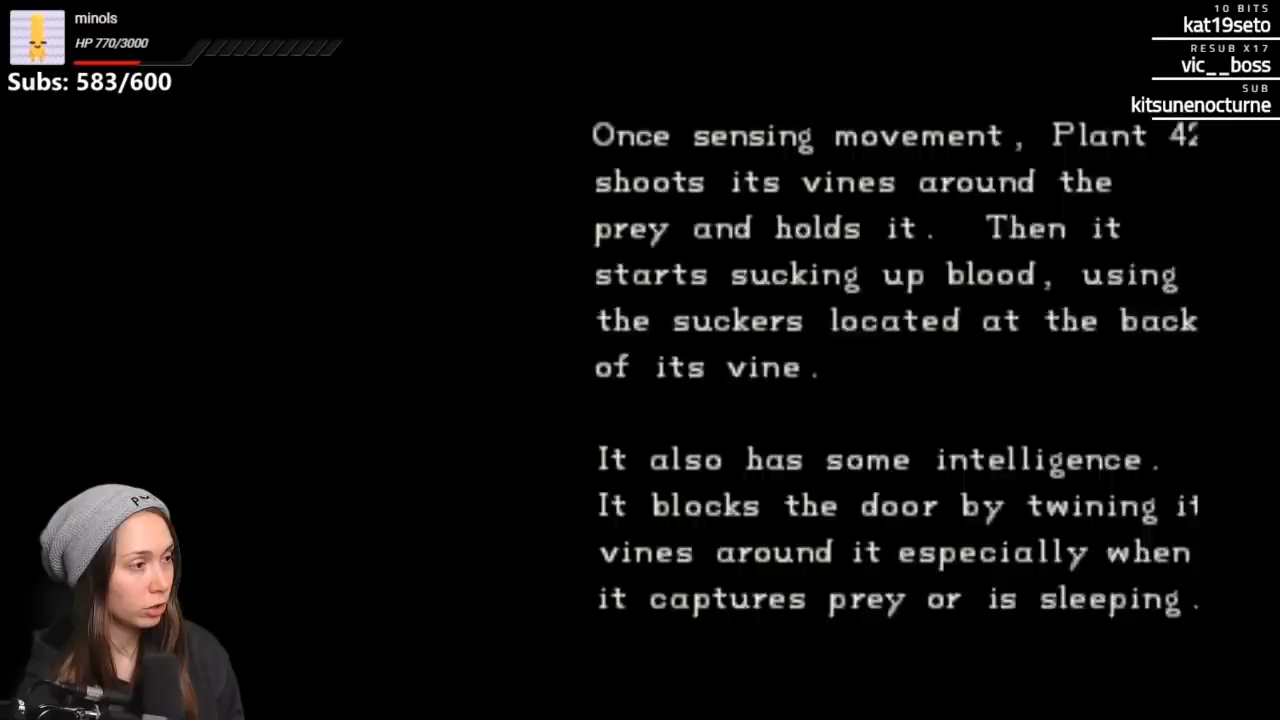 minols
HP 770/3000
Subs: 583/600
10 BITS
kat19seto
RESUB X17
vic__boss
SUB
kitsunenocturne
Once sensing movement, Plant 42
shoots its vines around the
prey and holds it. Then it
starts sucking up blood, using
the suckers located at the back
of its vine.
It also has some intelligence.
It blocks the door by twining it
vines around it especially when
it captures prey or is sleeping.